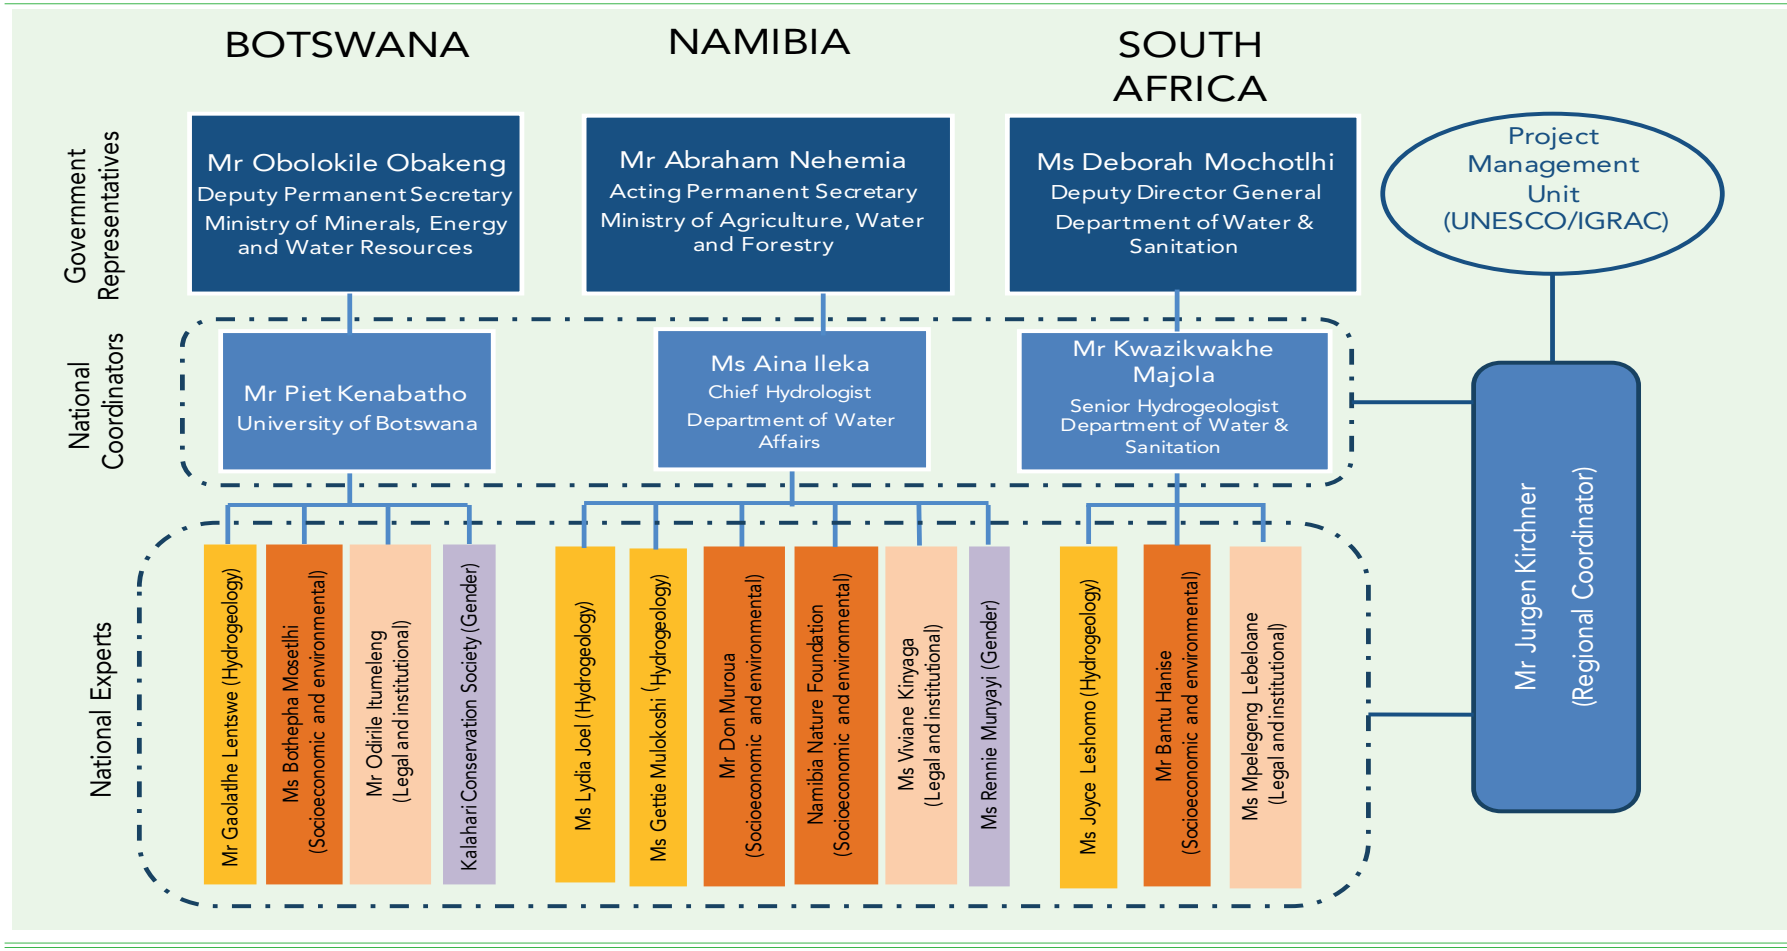 BOTSWANA
NAMIBIA
SOUTH
AFRICA
Government
Representatives
Mr Obolokile Obakeng
Deputy Permanent Secretary
Ministry of Minerals, Energy
and Water Resources
Mr Abraham Nehemia
Acting Permanent Secretary
Ministry of Agriculture, Water
and Forestry
Ms Deborah Mochotlhi
Deputy Director General
Department of Water &
Sanitation
Project
Management
Unit
(UNESCO/IGRAC)
National
Coordinators
Mr Piet Kenabatho
University of Botswana
Ms Aina Ileka
Chief Hydrologist
Department of Water
Affairs
Mr Kwazikwakhe
Majola
Senior Hydrogeologist
Department of Water &
Sanitation
Mr Jurgen Kirchner
(Regional Coordinator)
National Experts
Mr Gaolathe Lentswe (Hydrogeology)
Ms Bothepha Mosetlhi
(Socioeconomic and environmental)
Mr Odirile Itumeleng
(Legal and institutional)
Kalahari Conservation Society (Gender)
Ms Lydia Joel (Hydrogeology)
Ms Gettie Mulokoshi (Hydrogeology)
Mr Don Muroua
(Socioeconomic and environmental)
Namibia Nature Foundation
(Socioeconomic and environmental)
Ms Viviane Kinyaga
(Legal and institutional)
Ms Rennie Munyayi (Gender)
Ms Joyce Leshomo (Hydrogeology)
Mr Bantu Hanise
(Socioeconomic and environmental)
Ms Mpelegeng Lebeloane
(Legal and institutional)